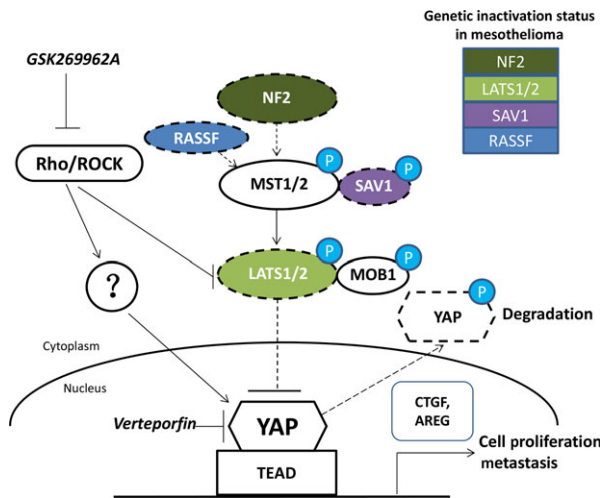 Genetic inactivation status
in mesothelioma
NF2
LATS1/2
SAV1
RASSF
GSK269962A
NF2
RASSF
Rho/ROCK
P
P
MST1/2
SAV1
P
P
LATS1/2
MOB1
?
P
YAP
Degradation
Cytoplasm
Nucleus
CTGF,
AREG
Verteporfin
YAP
Cell proliferation
metastasis
TEAD